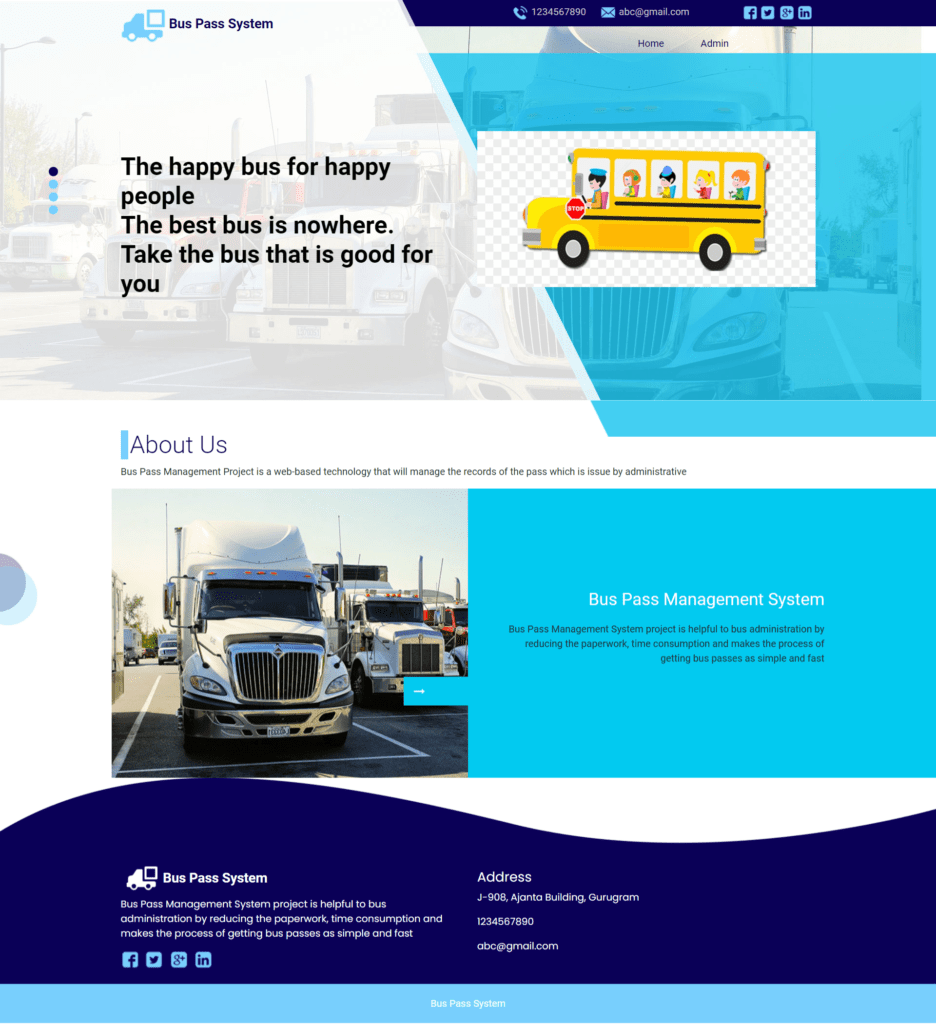 Bus Pass System
1234567890
abc@gmail.com
Home
Admin
The happy bus for happy
people
The best bus is nowhere.
Take the bus that is good for
you
STOP
About Us
Bus Pass Management Project is a web-based technology that will manage the records of the pass which is issue by administrative
Bus Pass Management System
Bus Pass Management System project is helpful to bus administration by
reducing the paperwork, time consumption and makes the process of
getting bus passes as simple and fast
Bus Pass System
Bus Pass Management System project is helpful to bus
administration by reducing the paperwork, time consumption and
makes the process of getting bus passes as simple and fast
Address
J-908, Ajanta Building, Gurugram
1234567890
abc@gmail.com
Bus Pass System